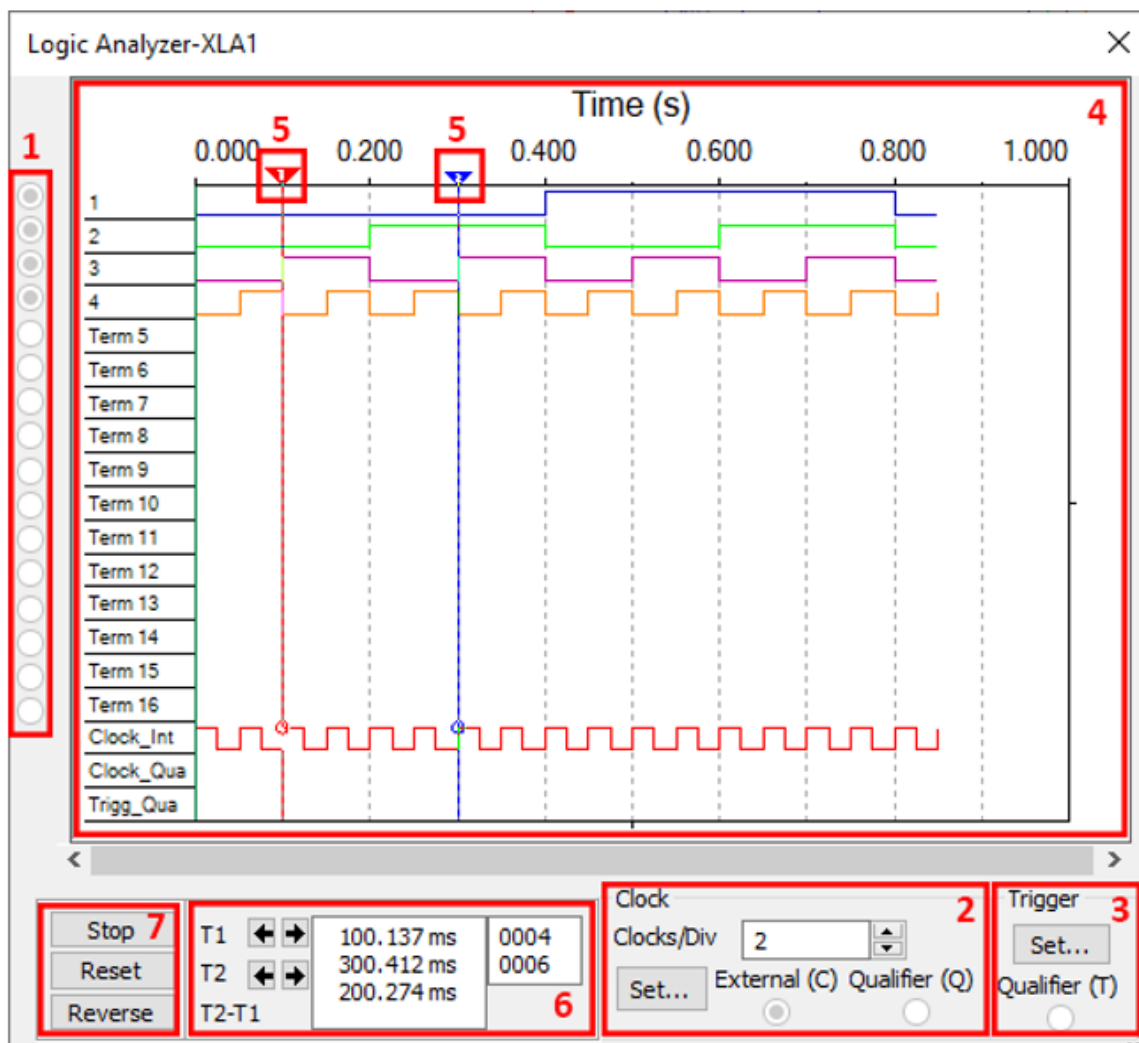 Logic Analyzer-XLA1
Time (s)
4
1
5
5
0.000
0.200
0.400
0.600
0.800
1.000
1
2
1
2
3
4
Term 5
Term 6
Term 7
Term 8
Term 9
Term 10
Term 11
Term 12
Term 13
Term 14
Term 15
Term 16
Clock_Int
Clock_Qua
Trigg_Qua
Stop
7
Reset
Reverse
T1
100.137 ms
0004
T2
300.412 ms
0006
T2-T1
200.274 ms
6
Clock
2
Clocks/Div
2
Set...
External (C)
Qualifier (Q)
Trigger
3
Set...
Qualifier (T)